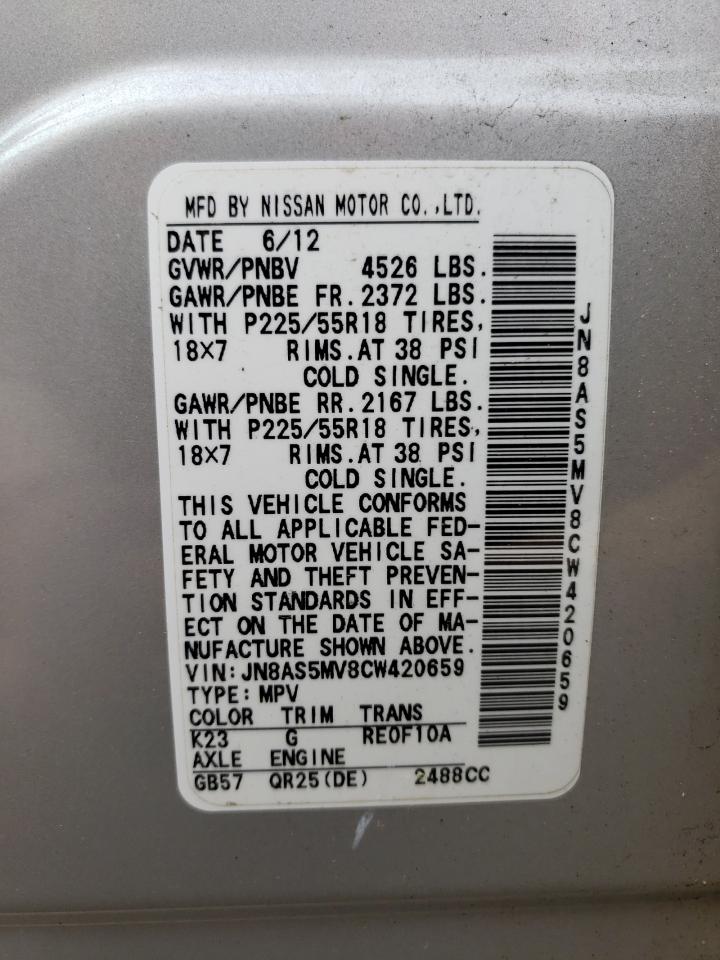 MFD BY NISSAN MOTOR CO.,LTD.
DATE 6/12
GVWR/PNBV 4526 LBS.
GAWR/PNBE FR.2372 LBS.
WITH P225/55R18 TIRES,
18X7 RIMS.AT 38 PSI
COLD SINGLE.
GAWR/PNBE RR.2167 LBS.
WITH P225/55R18 TIRES,
18X7 RIMS.AT 38 PSI
COLD SINGLE.
THIS VEHICLE CONFORMS
TO ALL APPLICABLE FED-
ERAL MOTOR VEHICLE SA-
FETY AND THEFT PREVEN-
TION STANDARDS IN EFF-
ECT ON THE DATE OF MA-
NUFACTURE SHOWN ABOVE.
VIN:JN8AS5MV8CW420659
TYPE:MPV
COLOR TRIM TRANS
K23 G RE0F10A
AXLE ENGINE
GB57 QR25(DE) 2488CC
JN8AS5MV8CW420659